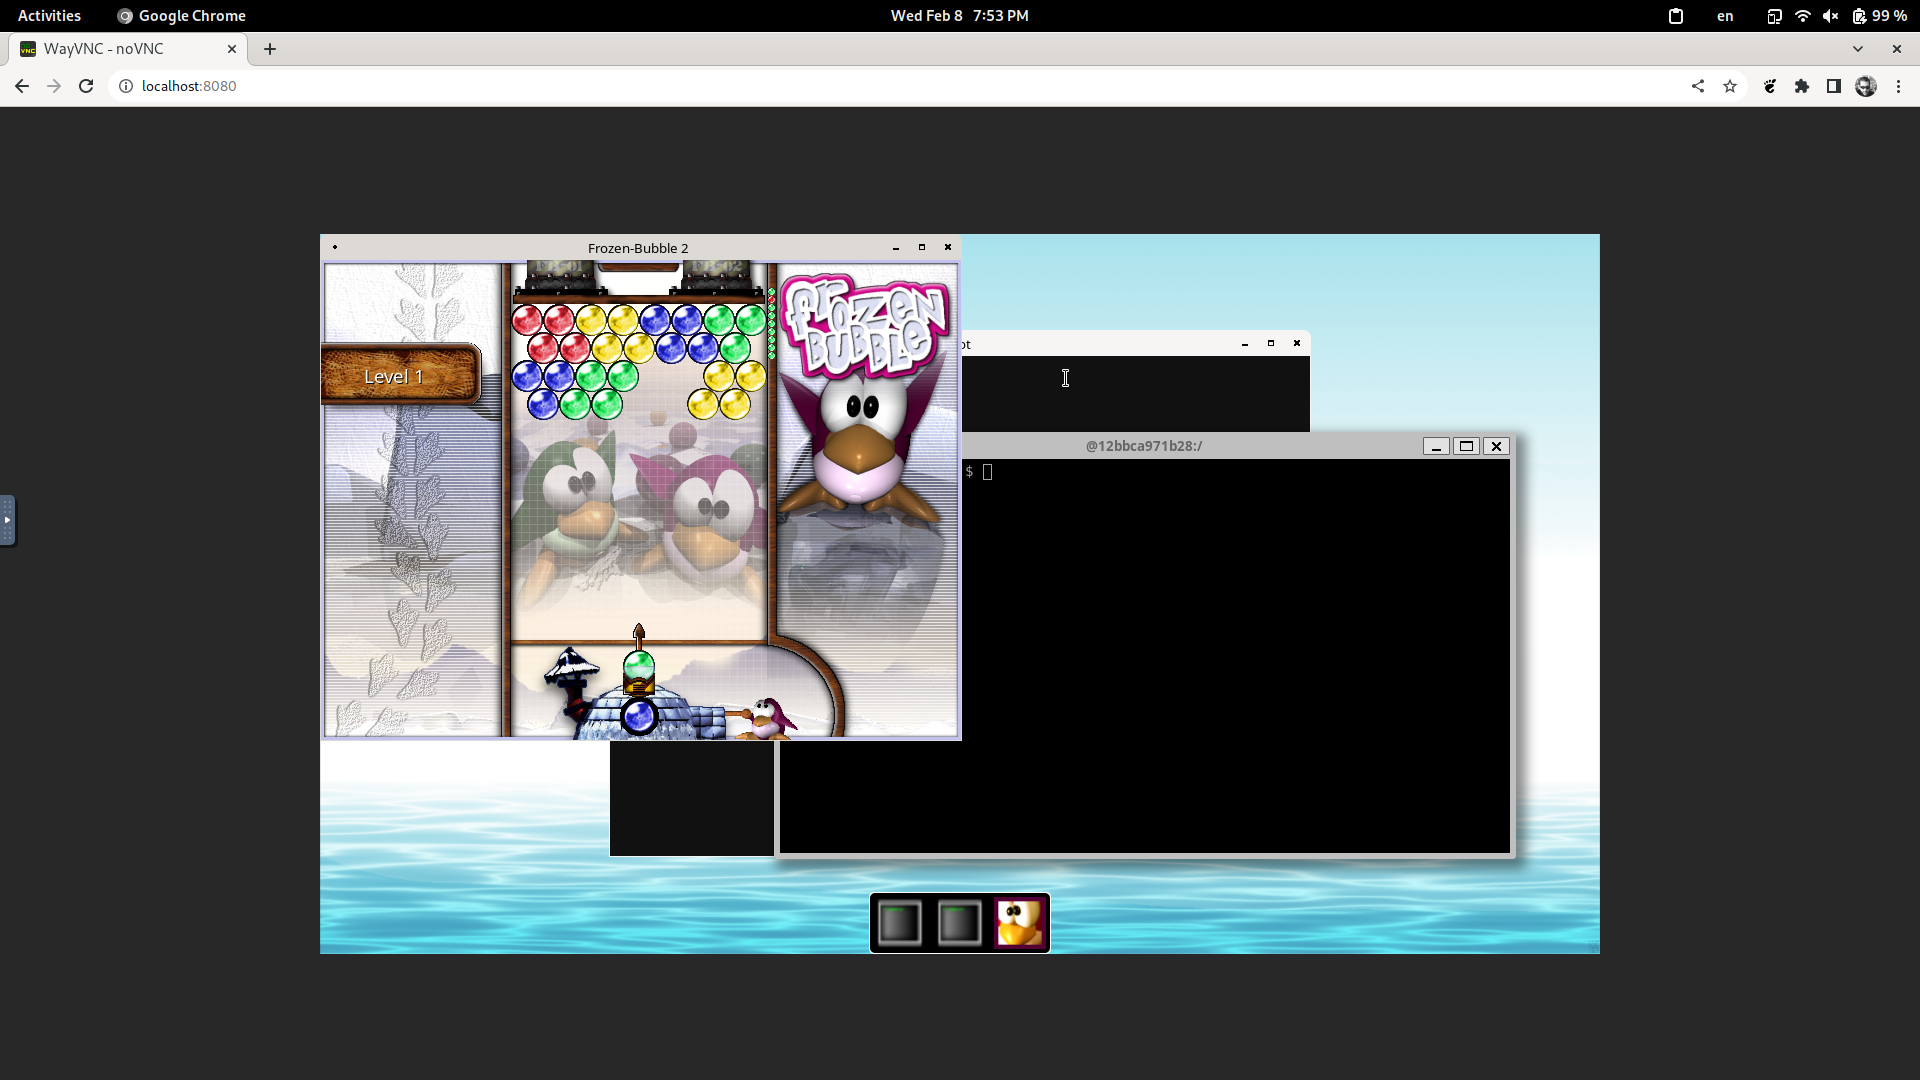 Activities
Google Chrome
Wed Feb 8 7:53 PM
en
99 %
WayVNC - noVNC
localhost:8080
Frozen-Bubble 2
FROZEN
BUBBLE
Level 1
ot
@12bbca971b28:/
$